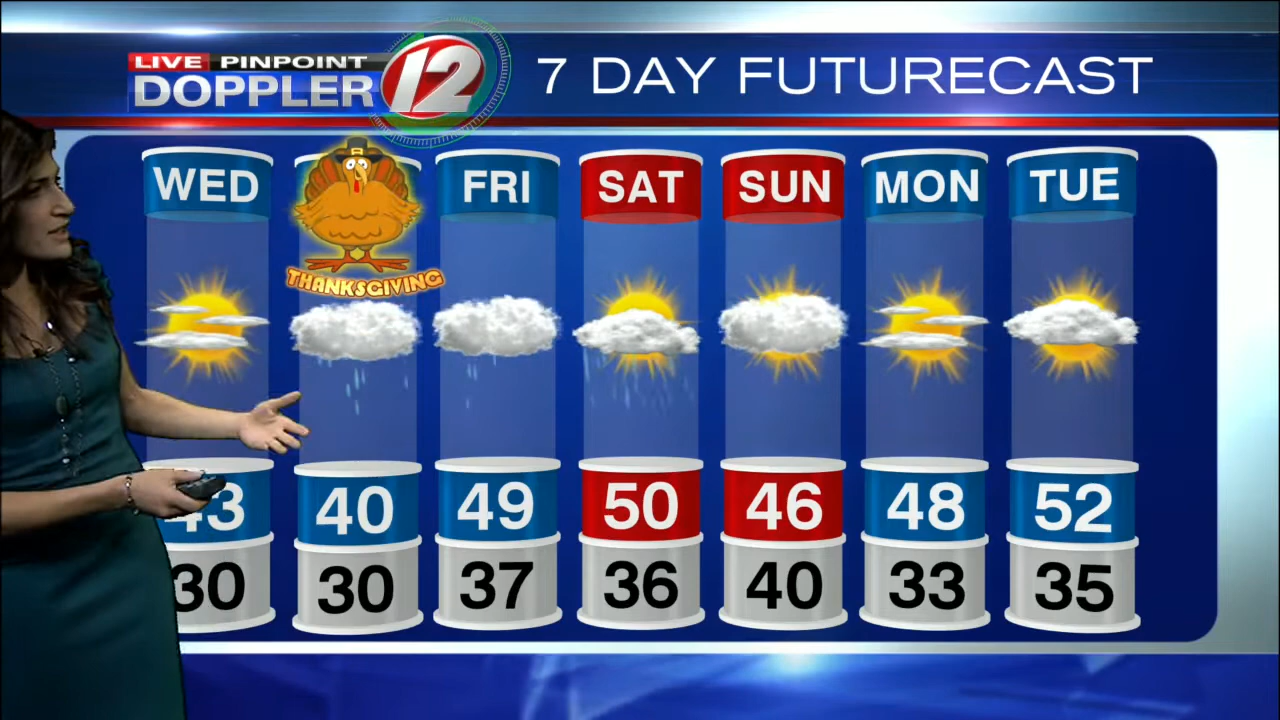 LIVE PINPOINT
DOPPLER 12
7 DAY FUTURECAST
WED
FRI
SAT
SUN
MON
TUE
THANKSGIVING
43
40
49
50
46
48
52
30
30
37
36
40
33
35